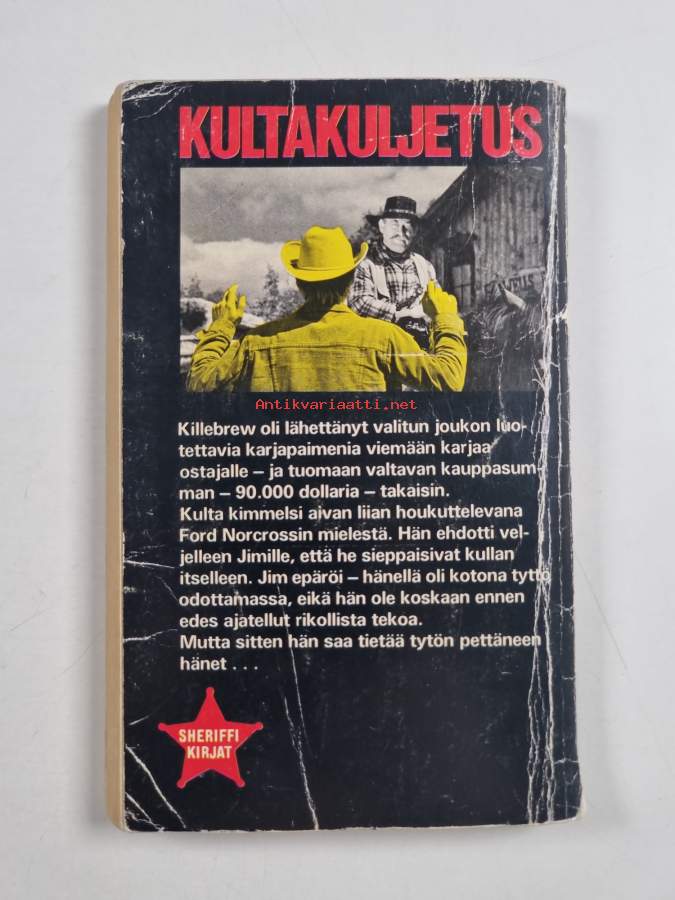 KULTAKULJETUS
KULJETUS
Antikvariaatti.net
Killebrew oli lähettänyt valitun joukon luo-
tettavia karjapaimenia viemään karjaa
ostajalle – ja tuomaan valtavan kauppasum-
man – 90.000 dollaria – takaisin.
Kulta kimmelsi aivan liian houkuttelevana
Ford Norcrossin mielestä. Hän ehdotti vel-
jelleen Jimille, että he sieppaisivat kullan
itselleen. Jim epäröi – hänellä oli kotona tyttö
odottamassa, eikä hän ole koskaan ennen
edes ajatellut rikollista tekoa.
Mutta sitten hän saa tietää tytön pettäneen
hänet . . .
SHERIFFI
KIRJAT